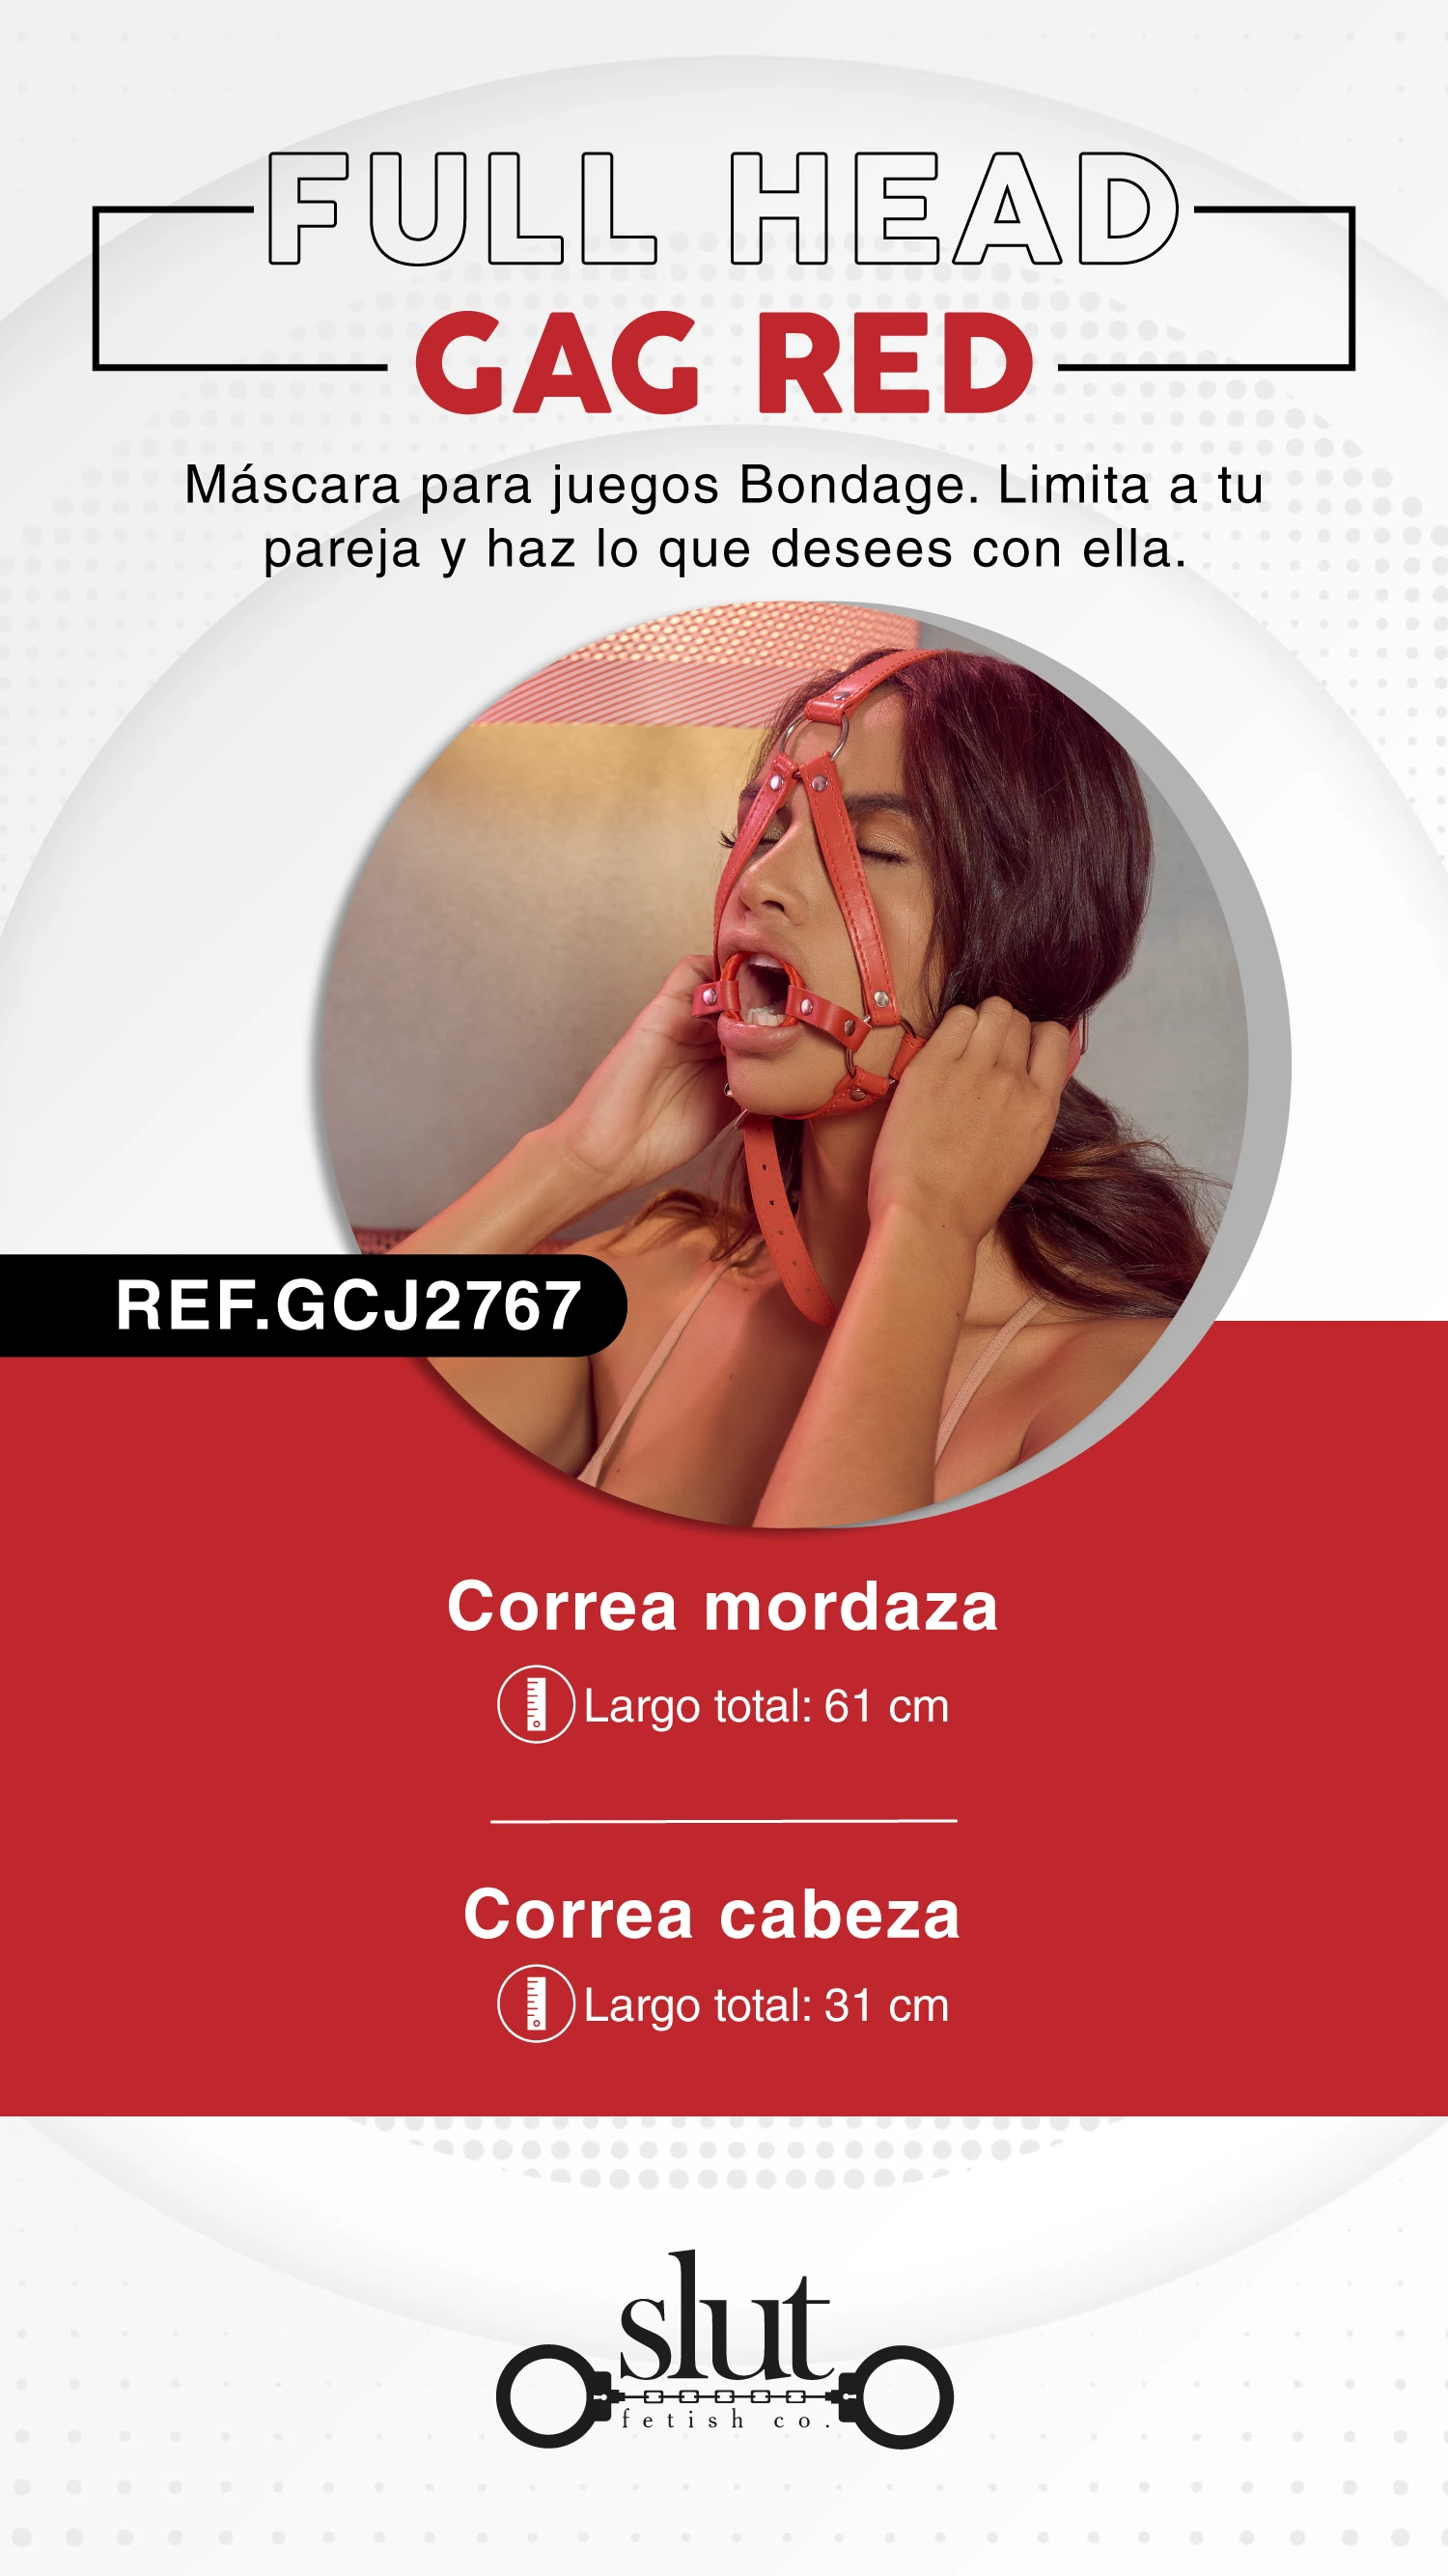 FULL HEAD
GAG RED
Máscara para juegos Bondage. Limita a tu
pareja y haz lo que desees con ella.
REF.GCJ2767
Correa mordaza
Largo total: 61 cm
Correa cabeza
Largo total: 31 cm
slut
fetish co.